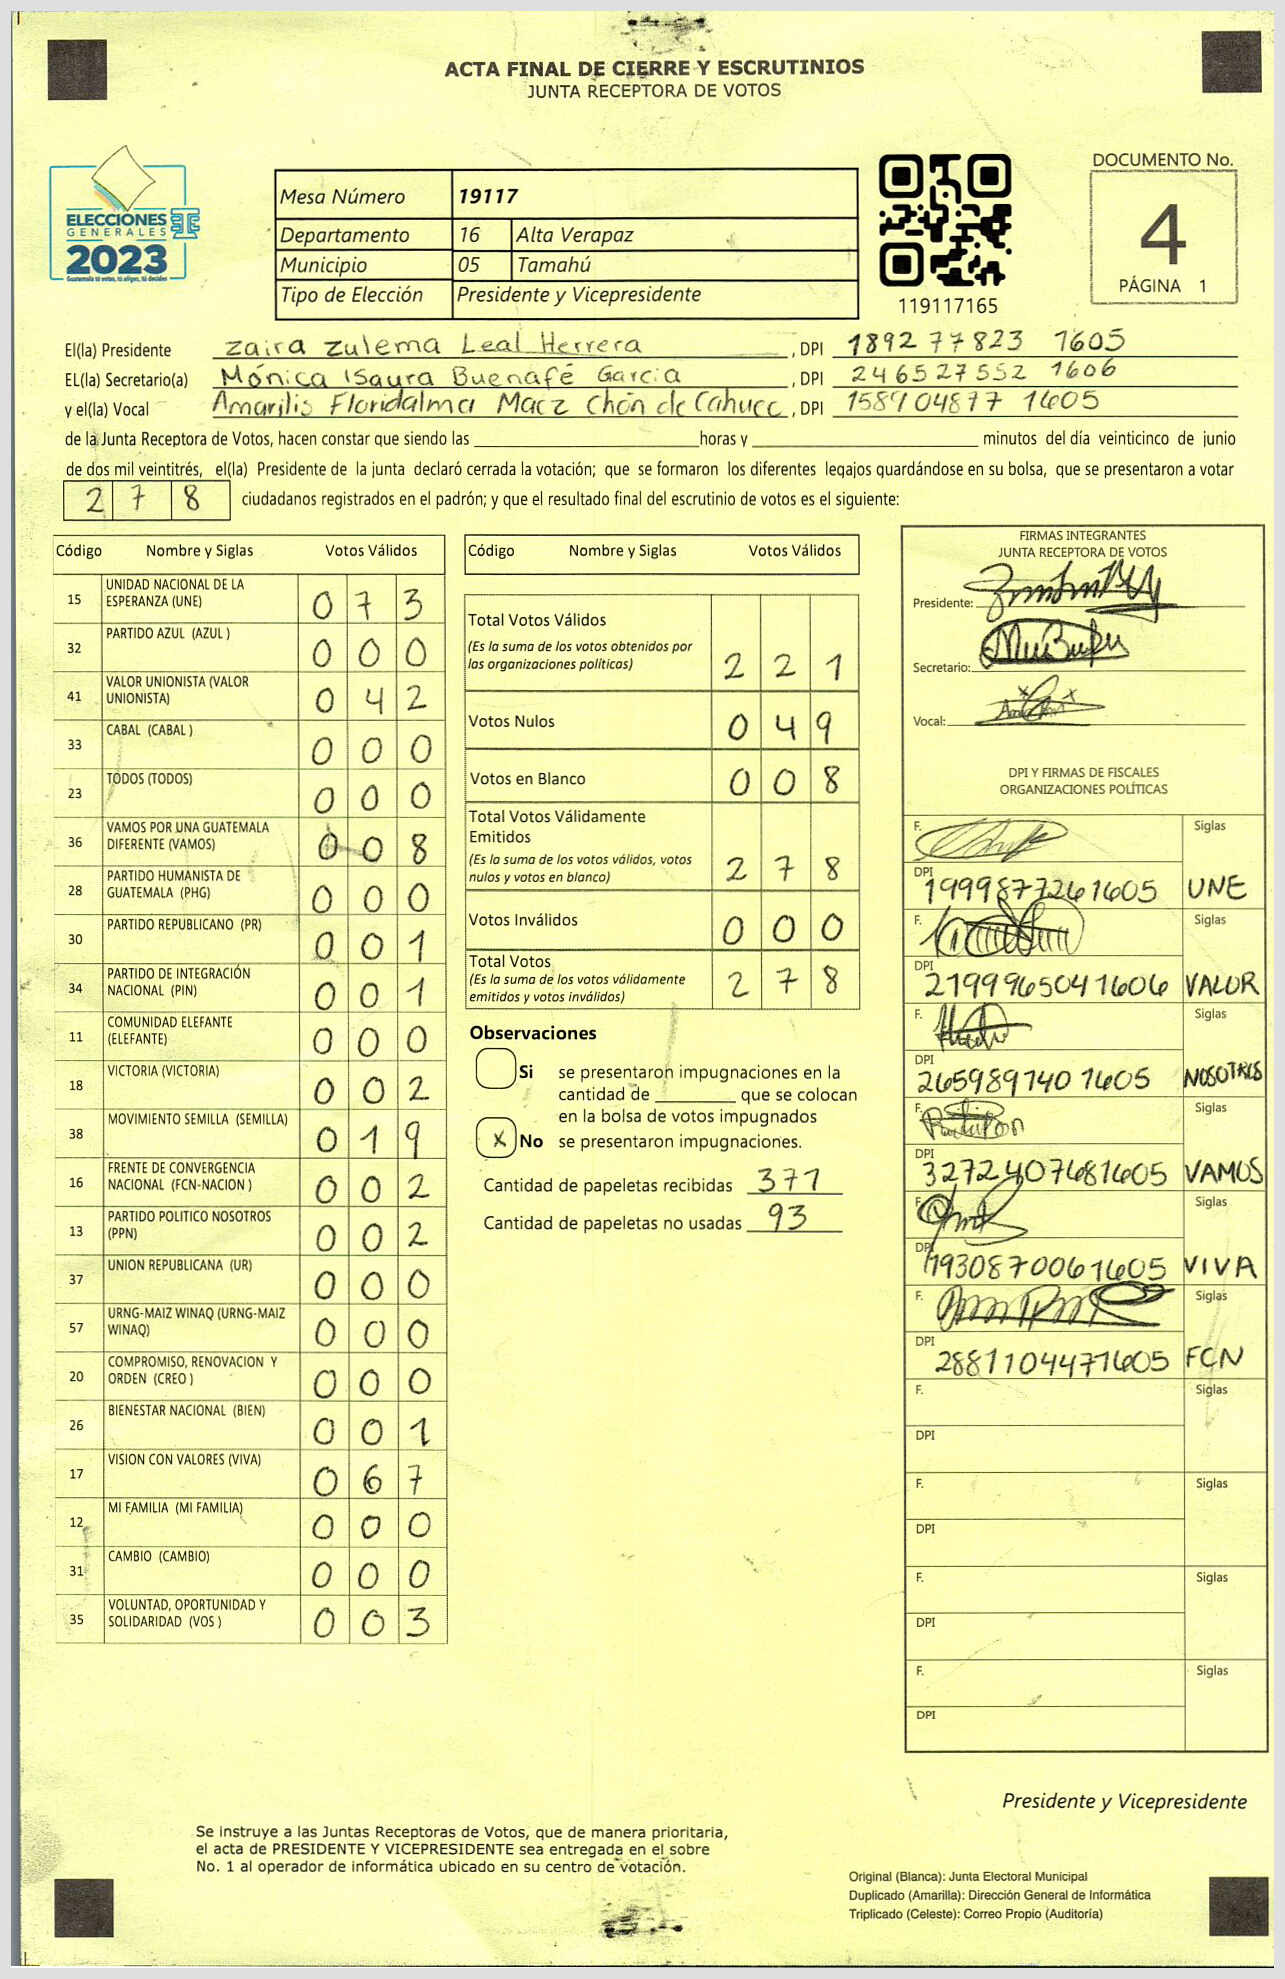 ACTA FINAL DE CIERRE Y ESCRUTINIOS
JUNTA RECEPTORA DE VOTOS
ELECCIONES
GENERALES
2023
Guatemala tú votas, tú eliges, tú decides
Mesa Número 19117
Departamento 16 Alta Verapaz
Municipio 05 Tamahú
Tipo de Elección Presidente y Vicepresidente
119117165
DOCUMENTO No.
4
PÁGINA 1
El(la) Presidente Zaira Zulema Leal Herrera , DPI 1892 77823 1605
EL(la) Secretario(a) Mónica Isaura Buenafé Garcia , DPI 246527552 1606
y el(la) Vocal Amarilis Floridalma Macz Chón de Cahuec , DPI 158904877 1605
de la Junta Receptora de Votos, hacen constar que siendo las horas y minutos del día veinticinco de junio
de dos mil veintitrés, el(la) Presidente de la junta declaró cerrada la votación; que se formaron los diferentes legajos guardándose en su bolsa, que se presentaron a votar
2 7 8 ciudadanos registrados en el padrón; y que el resultado final del escrutinio de votos es el siguiente:
Código Nombre y Siglas Votos Válidos
15 UNIDAD NACIONAL DE LA ESPERANZA (UNE) 0 7 3
32 PARTIDO AZUL (AZUL ) 0 0 0
41 VALOR UNIONISTA (VALOR UNIONISTA) 0 4 2
33 CABAL (CABAL ) 0 0 0
23 TODOS (TODOS) 0 0 0
36 VAMOS POR UNA GUATEMALA DIFERENTE (VAMOS) 0 0 8
28 PARTIDO HUMANISTA DE GUATEMALA (PHG) 0 0 0
30 PARTIDO REPUBLICANO (PR) 0 0 1
34 PARTIDO DE INTEGRACIÓN NACIONAL (PIN) 0 0 1
11 COMUNIDAD ELEFANTE (ELEFANTE) 0 0 0
18 VICTORIA (VICTORIA) 0 0 2
38 MOVIMIENTO SEMILLA (SEMILLA) 0 1 9
16 FRENTE DE CONVERGENCIA NACIONAL (FCN-NACION ) 0 0 2
13 PARTIDO POLITICO NOSOTROS (PPN) 0 0 2
37 UNION REPUBLICANA (UR) 0 0 0
57 URNG-MAIZ WINAQ (URNG-MAIZ WINAQ) 0 0 0
20 COMPROMISO, RENOVACION Y ORDEN (CREO ) 0 0 0
26 BIENESTAR NACIONAL (BIEN) 0 0 1
17 VISION CON VALORES (VIVA) 0 6 7
12 MI FAMILIA (MI FAMILIA) 0 0 0
31 CAMBIO (CAMBIO) 0 0 0
35 VOLUNTAD, OPORTUNIDAD Y SOLIDARIDAD (VOS ) 0 0 3
Código Nombre y Siglas Votos Válidos
Total Votos Válidos
(Es la suma de los votos obtenidos por
las organizaciones políticas) 2 2 1
Votos Nulos 0 4 9
Votos en Blanco 0 0 8
Total Votos Válidamente
Emitidos
(Es la suma de los votos válidos, votos
nulos y votos en blanco) 2 7 8
Votos Inválidos 0 0 0
Total Votos
(Es la suma de los votos válidamente
emitidos y votos inválidos) 2 7 8
Observaciones
Si se presentaron impugnaciones en la
cantidad de que se colocan
en la bolsa de votos impugnados
x No se presentaron impugnaciones.
Cantidad de papeletas recibidas 371
Cantidad de papeletas no usadas 93
FIRMAS INTEGRANTES
JUNTA RECEPTORA DE VOTOS
Presidente:
Secretario:
Vocal:
DPI Y FIRMAS DE FISCALES
ORGANIZACIONES POLÍTICAS
F. Siglas
DPI 1999877261605 UNE
F. Siglas
DPI 2199965041606 VALOR
F. Siglas
DPI 2659891401605 NOSOTROS
F. Siglas
DPI 3272407681605 VAMOS
F. Siglas
DPI 1930870061605 VIVA
F. Siglas
DPI 2881104471605 FCN
F. Siglas
DPI
F. Siglas
DPI
F. Siglas
DPI
F. Siglas
DPI
Presidente y Vicepresidente
Se instruye a las Juntas Receptoras de Votos, que de manera prioritaria,
el acta de PRESIDENTE Y VICEPRESIDENTE sea entregada en el sobre
No. 1 al operador de informática ubicado en su centro de votación.
Original (Blanca): Junta Electoral Municipal
Duplicado (Amarilla): Dirección General de Informática
Triplicado (Celeste): Correo Propio (Auditoría)